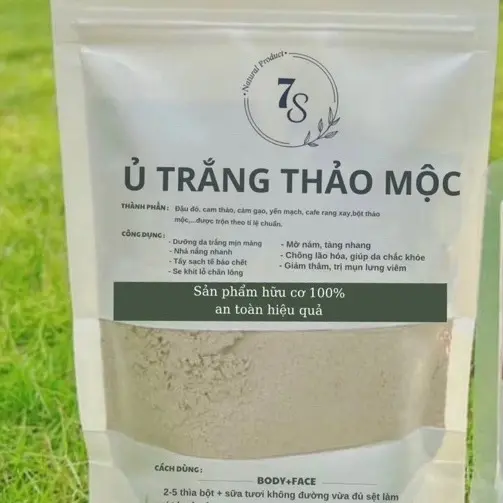 Natural Product
7S
Ủ TRẮNG THẢO MỘC
THÀNH PHẦN : Đậu đỏ, cam thảo, cám gạo, yến mạch, cafe rang xay,bột thảo
mộc,...được trộn theo tỉ lệ chuẩn.
CÔNG DỤNG :
- Dưỡng da trắng mịn màng
- Nhả nắng nhanh
- Tẩy sạch tế bào chết
- Se khít lỗ chân lông
- Mờ nám, tàng nhang
- Chống lão hóa, giúp da chắc khỏe
- Giảm thâm, trị mụn lưng viêm
Sản phẩm hữu cơ 100%
an toàn hiệu quả
CÁCH DÙNG :
BODY+FACE
2-5 thìa bột + sữa tươi không đường vừa đủ sệt làm